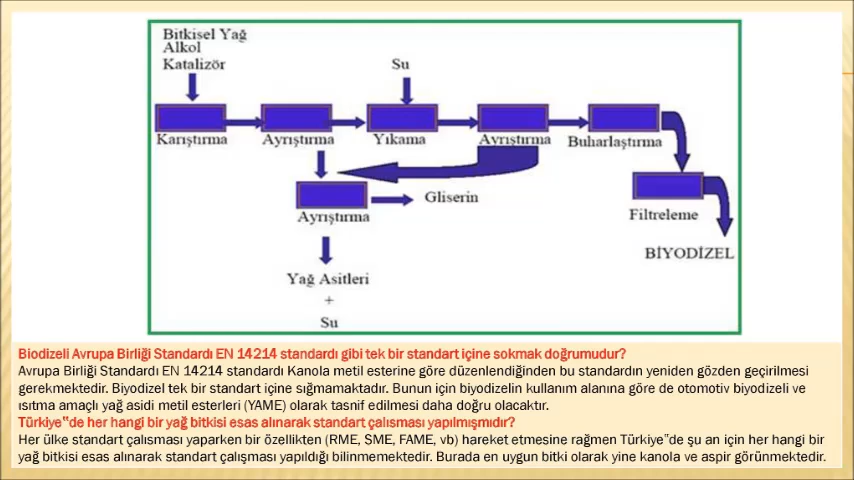 Bitkisel Yağ
Alkol
Katalizör
Su
Karıştırma
Ayrıştırma
Yıkama
Ayrıştırma
Buharlaştırma
Ayrıştırma
Gliserin
Filtreleme
BİYODİZEL
Yağ Asitleri
+
Su
Biodizeli Avrupa Birliği Standardı EN 14214 standardı gibi tek bir standart içine sokmak doğrumudur?
Avrupa Birliği Standardı EN 14214 standardı Kanola metil esterine göre düzenlendiğinden bu standardın yeniden gözden geçirilmesi
gerekmektedir. Biyodizel tek bir standart içine sığmamaktadır. Bunun için biyodizelin kullanım alanına göre de otomotiv biyodizeli ve
ısıtma amaçlı yağ asidi metil esterleri (YAME) olarak tasnif edilmesi daha doğru olacaktır.
Türkiye‟de her hangi bir yağ bitkisi esas alınarak standart çalısması yapılmışmıdır?
Her ülke standart çalısması yaparken bir özellikten (RME, SME, FAME, vb) hareket etmesine rağmen Türkiye‟de şu an için her hangi bir
yağ bitkisi esas alınarak standart çalışması yapıldığı bilinmemektedir. Burada en uygun bitki olarak yine kanola ve aspir görünmektedir.